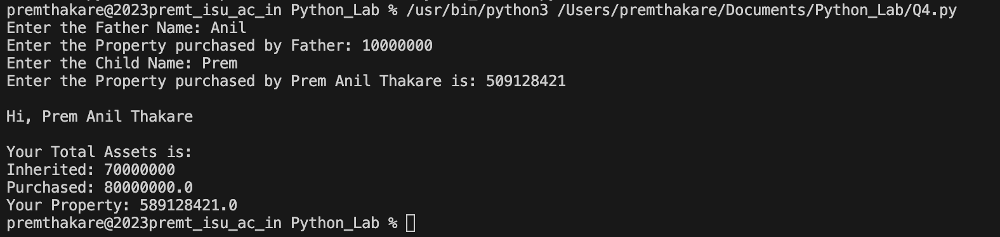 premthakare@2023premt_isu_ac_in Python_Lab % /usr/bin/python3 /Users/premthakare/Documents/Python_Lab/Q4.py
Enter the Father Name: Anil
Enter the Property purchased by Father: 10000000
Enter the Child Name: Prem
Enter the Property purchased by Prem Anil Thakare is: 509128421
Hi, Prem Anil Thakare
Your Total Assets is:
Inherited: 70000000
Purchased: 80000000.0
Your Property: 589128421.0
premthakare@2023premt_isu_ac_in Python_Lab %